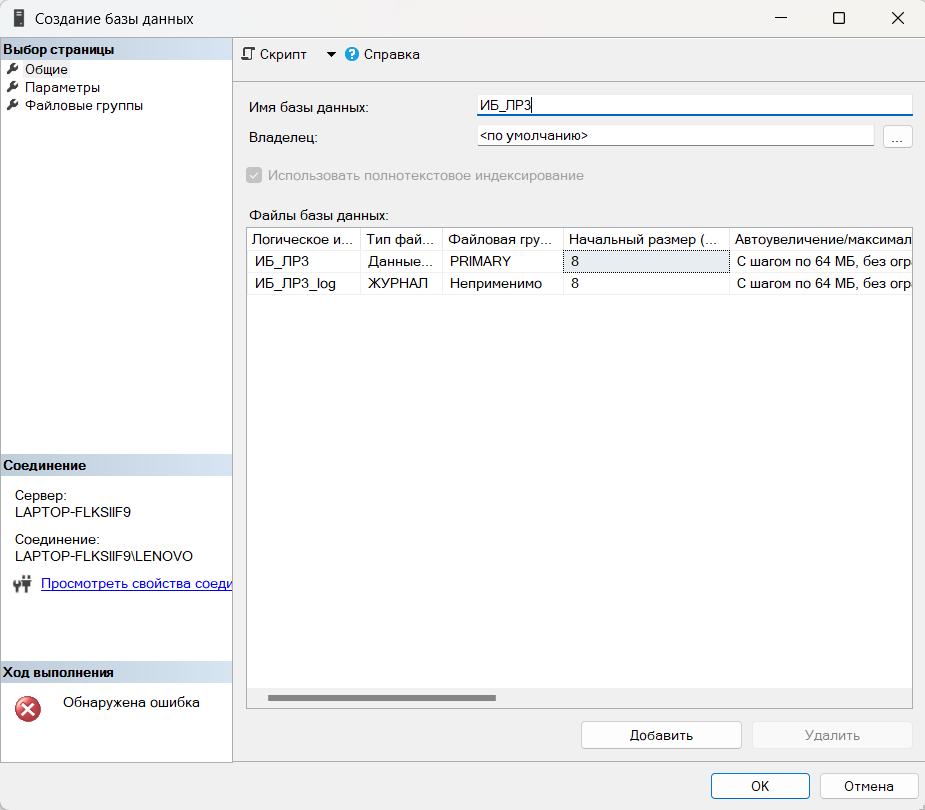 Создание базы данных
Выбор страницы
Общие
Параметры
Файловые группы
Скрипт
Справка
Имя базы данных: ИБ_ЛР3
Владелец: <по умолчанию> ...
Использовать полнотекстовое индексирование
Файлы базы данных:
Логическое и... Тип фай... Файловая гру... Начальный размер (... Автоувеличение/максимал
ИБ_ЛР3 Данные... PRIMARY 8 С шагом по 64 МБ, без огр
ИБ_ЛР3_log ЖУРНАЛ Неприменимо 8 С шагом по 64 МБ, без огр
Соединение
Сервер:
LAPTOP-FLKSIIF9
Соединение:
LAPTOP-FLKSIIF9\LENOVO
Просмотреть свойства соеди
Ход выполнения
Обнаружена ошибка
Добавить
Удалить
ОК
Отмена